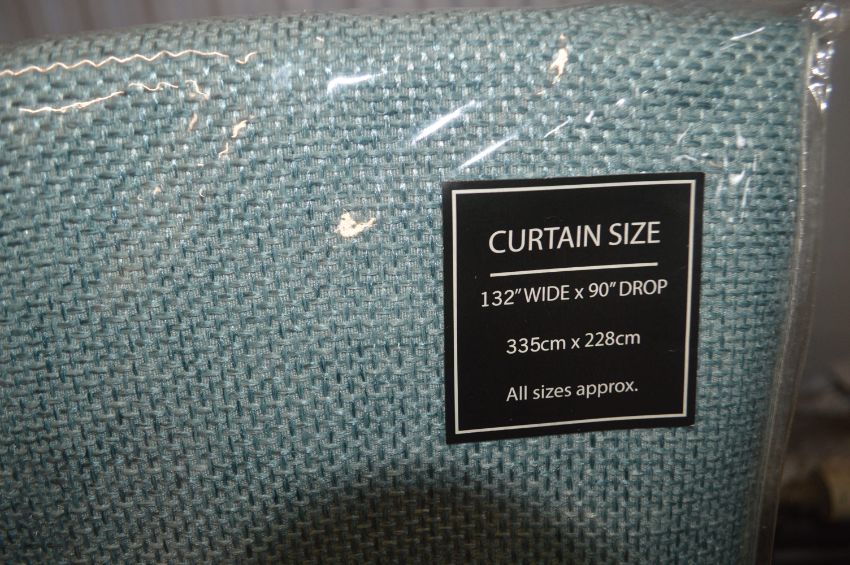 CURTAIN SIZE
132" WIDE x 90" DROP
335cm x 228cm
All sizes approx.